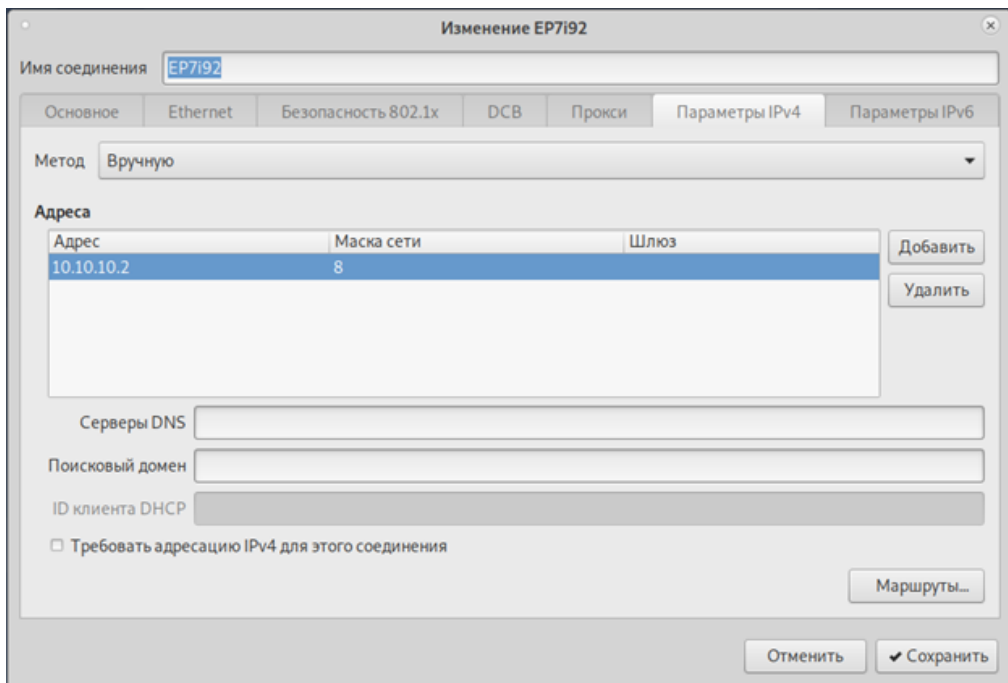 Изменение EP7i92
Имя соединения EP7i92
Основное Ethernet Безопасность 802.1x DCB Прокси Параметры IPv4 Параметры IPv6
Метод Вручную
Адреса
Адрес Маска сети Шлюз
Добавить
10.10.10.2 8
Удалить
Серверы DNS
Поисковый домен
ID клиента DHCP
Требовать адресацию IPv4 для этого соединения
Маршруты...
Отменить Сохранить